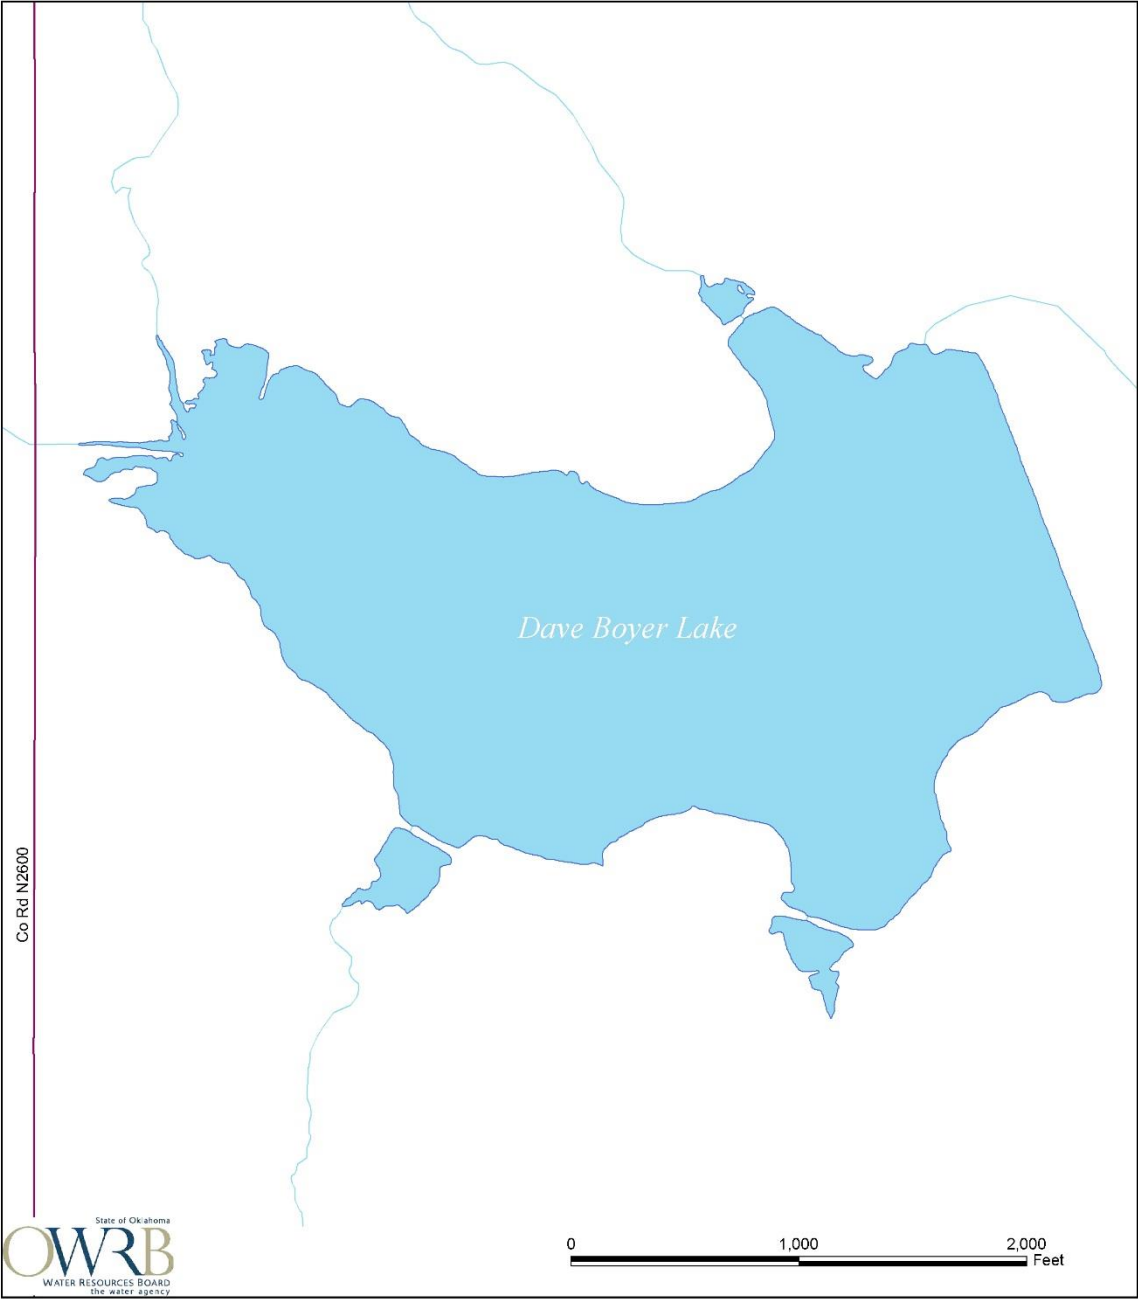 Dave Boyer Lake
Co Rd N2600
State of Oklahoma
OWRB
WATER RESOURCES BOARD
the water agency
0 1,000 2,000
Feet